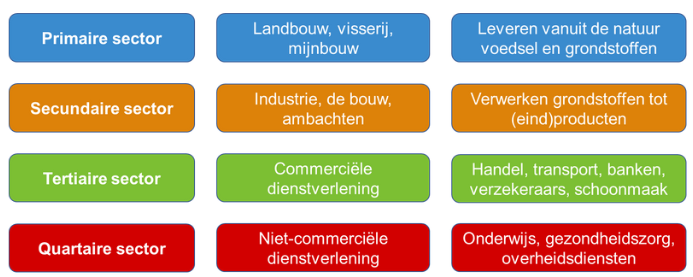 Primaire sector
Landbouw, visserij,
mijnbouw
Leveren vanuit de natuur
voedsel en grondstoffen
Secundaire sector
Industrie, de bouw,
ambachten
Verwerken grondstoffen tot
(eind)producten
Tertiaire sector
Commerciële
dienstverlening
Handel, transport, banken,
verzekeraars, schoonmaak
Quartaire sector
Niet-commerciële
dienstverlening
Onderwijs, gezondheidszorg,
overheidsdiensten